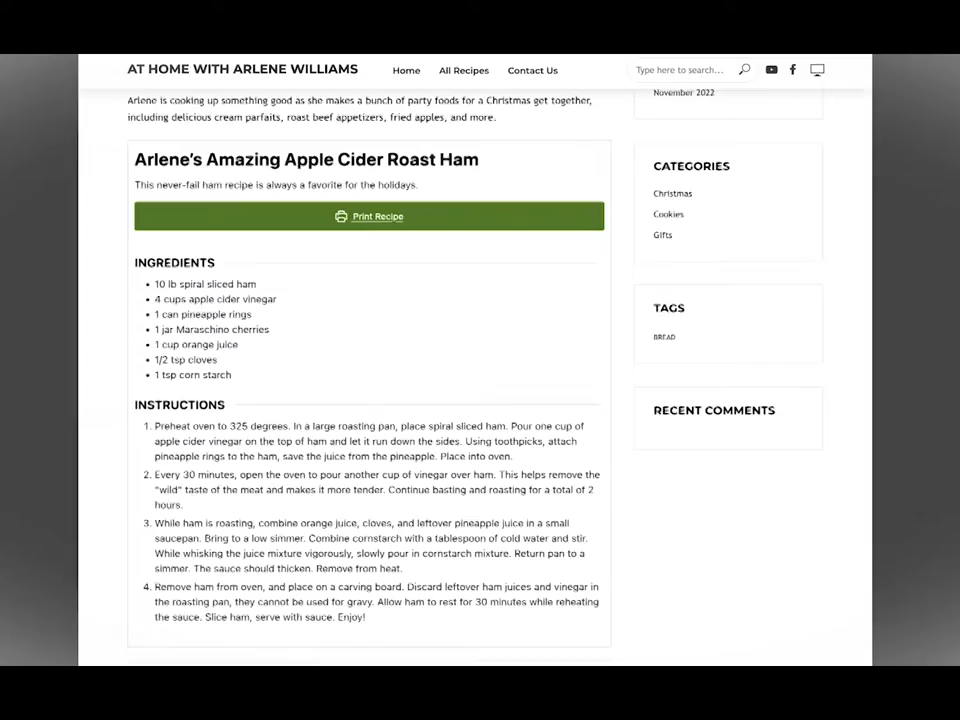 AT HOME WITH ARLENE WILLIAMS
Home
All Recipes
Contact Us
Type here to search...
Arlene is cooking up something good as she makes a bunch of party foods for a Christmas get together,
including delicious cream parfaits, roast beef appetizers, fried apples, and more.
Arlene's Amazing Apple Cider Roast Ham
This never-fail ham recipe is always a favorite for the holidays.
Print Recipe
INGREDIENTS
• 10 lb spiral sliced ham
• 4 cups apple cider vinegar
• 1 can pineapple rings
• 1 jar Maraschino cherries
• 1 cup orange juice
• 1/2 tsp cloves
• 1 tsp corn starch
INSTRUCTIONS
1. Preheat oven to 325 degrees. In a large roasting pan, place spiral sliced ham. Pour one cup of
apple cider vinegar on the top of ham and let it run down the sides. Using toothpicks, attach
pineapple rings to the ham, save the juice from the pineapple. Place into oven.
2. Every 30 minutes, open the oven to pour another cup of vinegar over ham. This helps remove the
"wild" taste of the meat and makes it more tender. Continue basting and roasting for a total of 2
hours.
3. While ham is roasting, combine orange juice, cloves, and leftover pineapple juice in a small
saucepan. Bring to a low simmer. Combine cornstarch with a tablespoon of cold water and stir.
While whisking the juice mixture vigorously, slowly pour in cornstarch mixture. Return pan to a
simmer. The sauce should thicken. Remove from heat.
4. Remove ham from oven, and place on a carving board. Discard leftover ham juices and vinegar in
the roasting pan, they cannot be used for gravy. Allow ham to rest for 30 minutes while reheating
the sauce. Slice ham, serve with sauce. Enjoy!
November 2022
CATEGORIES
Christmas
Cookies
Gifts
TAGS
BREAD
RECENT COMMENTS